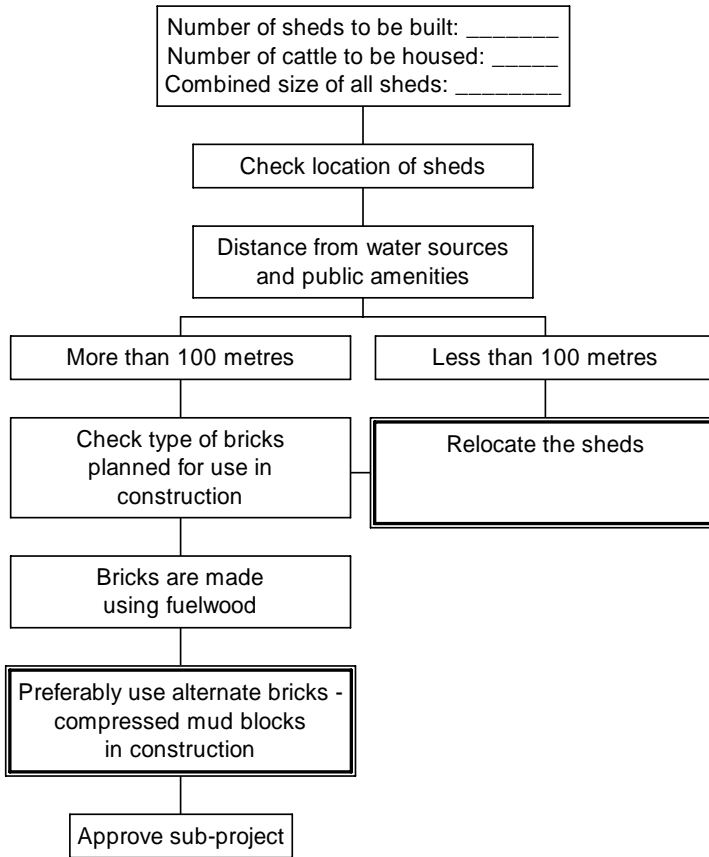 Number of sheds to be built: _______
Number of cattle to be housed: _____
Combined size of all sheds: ________
Check location of sheds
Distance from water sources
and public amenities
More than 100 metres
Less than 100 metres
Check type of bricks
planned for use in
construction
Relocate the sheds
Bricks are made
using fuelwood
Preferably use alternate bricks -
compressed mud blocks
in construction
Approve sub-project